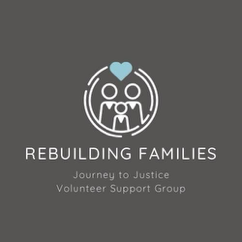 REBUILDING FAMILIES
Journey to Justice
Volunteer Support Group